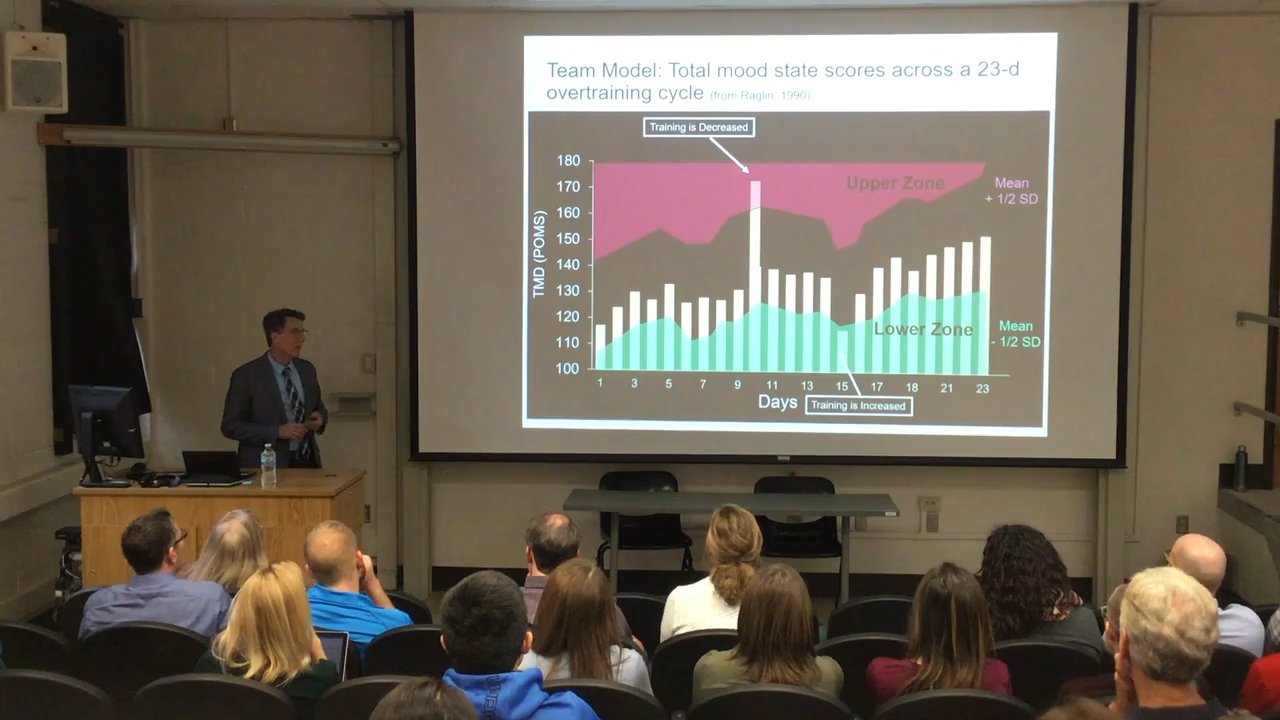 Team Model: Total mood state scores across a 23-d
overtraining cycle (from Raglin, 1990)
Training is Decreased
180
170
160
150
140
130
120
110
100
TMD (POMS)
Upper Zone
Mean
+ 1/2 SD
Lower Zone
Mean
- 1/2 SD
1 3 5 7 9 11 13 15 17 18 21 23
Days
Training is Increased